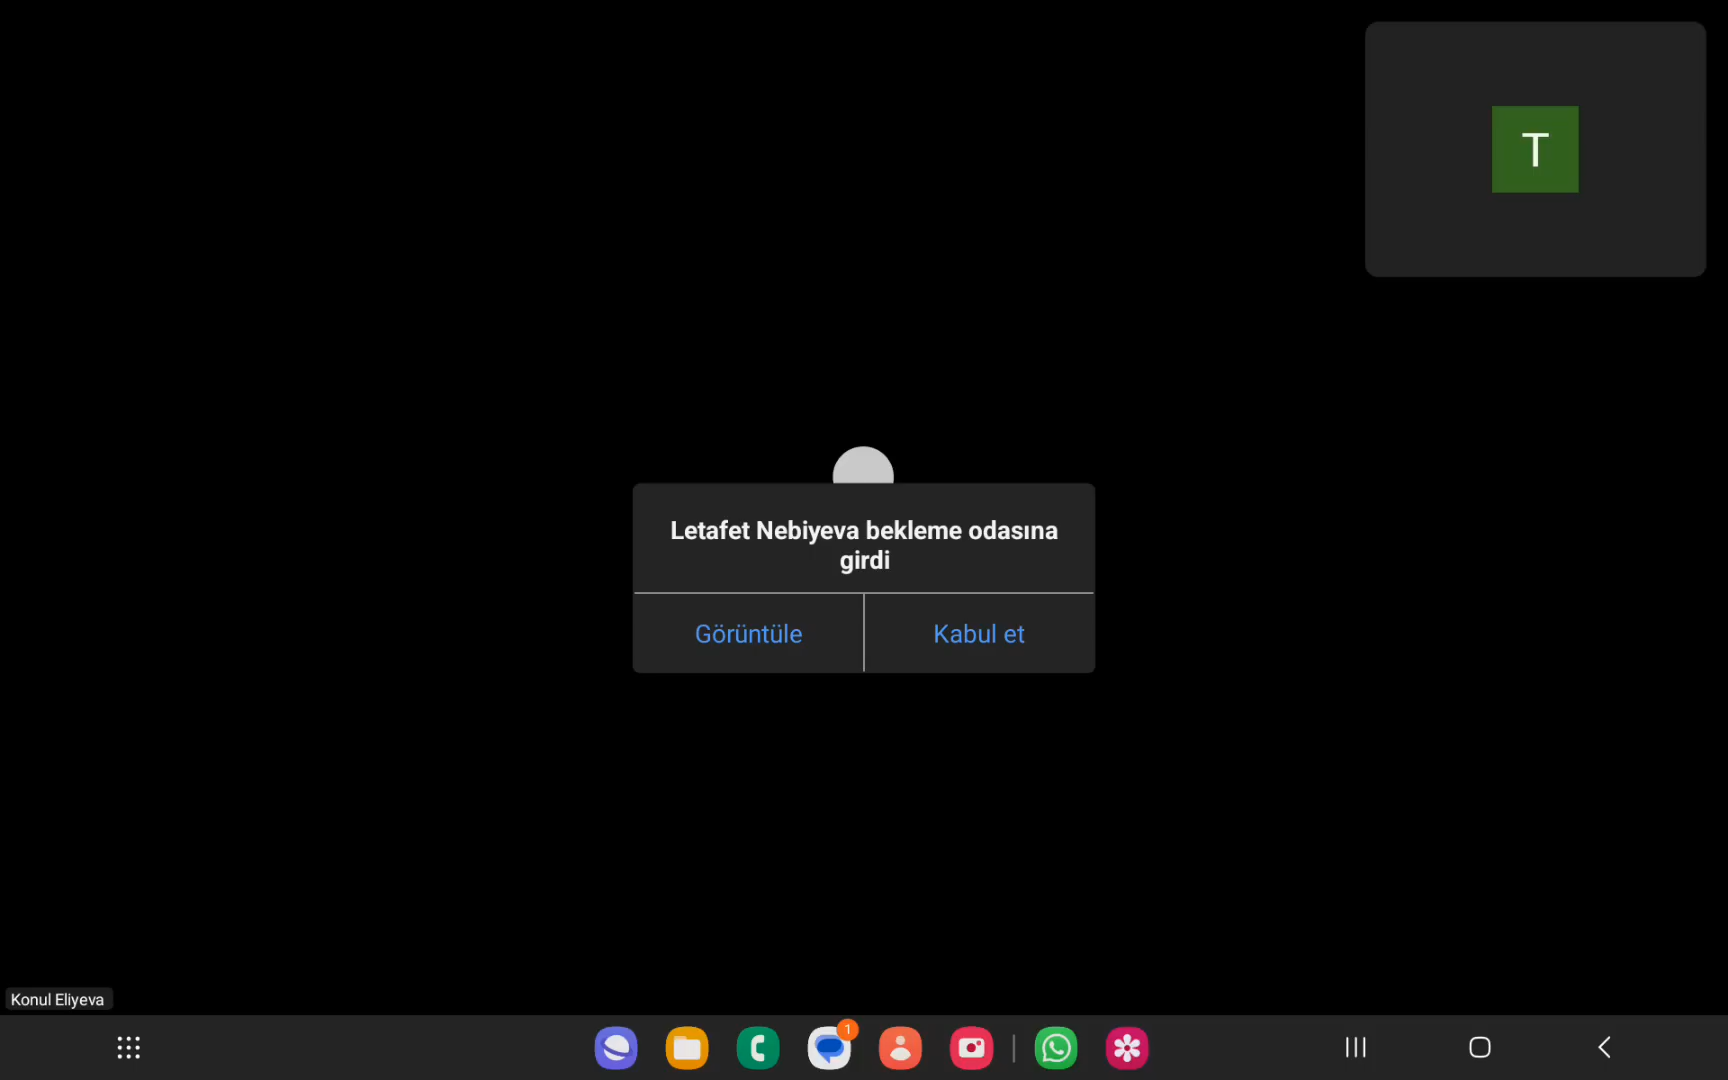 T
Letafet Nebiyeva bekleme odasına
girdi
Görüntüle
Kabul et
Konul Eliyeva
1